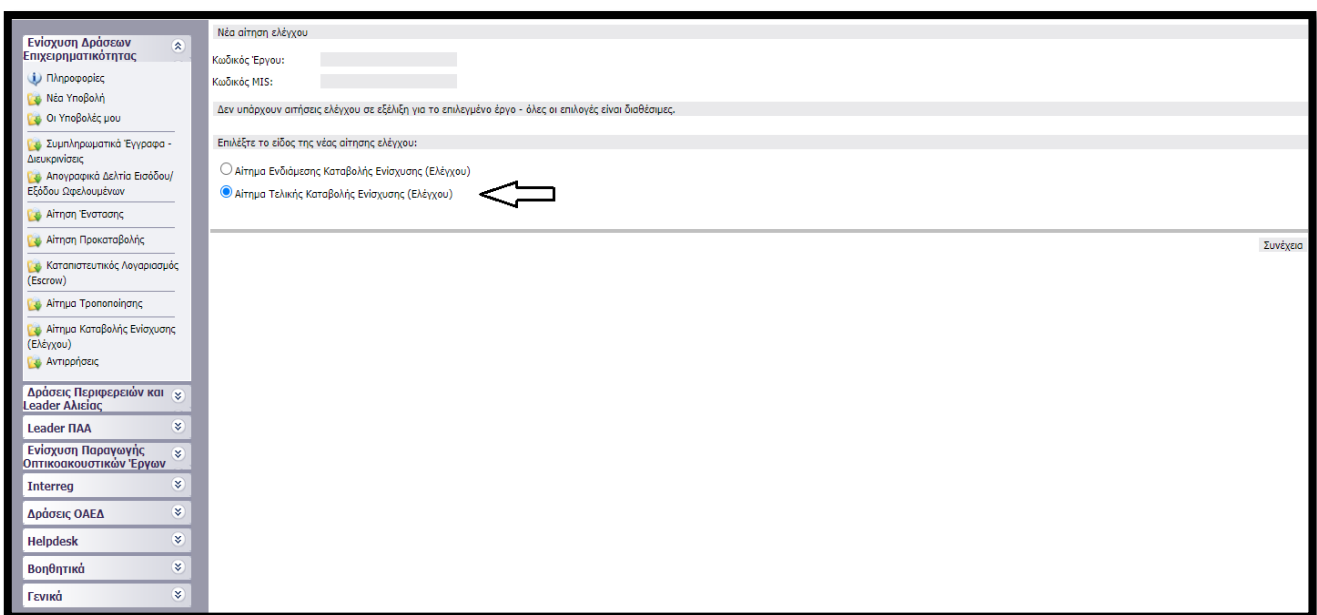 Ενίσχυση Δράσεων
Επιχειρηματικότητας
Πληροφορίες
Νέα Υποβολή
Οι Υποβολές μου
Συμπληρωματικά Έγγραφα -
Διευκρινίσεις
Απογραφικά Δελτία Εισόδου/
Εξόδου Ωφελουμένων
Αίτηση Ένστασης
Αίτηση Προκαταβολής
Καταπιστευτικός Λογαριασμός
(Escrow)
Αίτημα Τροποποίησης
Αίτημα Καταβολής Ενίσχυσης
(Ελέγχου)
Αντιρρήσεις
Δράσεις Περιφερειών και
Leader Αλιείας
Leader ΠΑΑ
Ενίσχυση Παραγωγής
Οπτικοακουστικών Έργων
Interreg
Δράσεις ΟΑΕΔ
Helpdesk
Βοηθητικά
Γενικά
Νέα αίτηση ελέγχου
Κωδικός Έργου:
Κωδικός MIS:
Δεν υπάρχουν αιτήσεις ελέγχου σε εξέλιξη για το επιλεγμένο έργο - όλες οι επιλογές είναι διαθέσιμες.
Επιλέξτε το είδος της νέας αίτησης ελέγχου:
Αίτημα Ενδιάμεσης Καταβολής Ενίσχυσης (Ελέγχου)
Αίτημα Τελικής Καταβολής Ενίσχυσης (Ελέγχου)
Συνέχεια